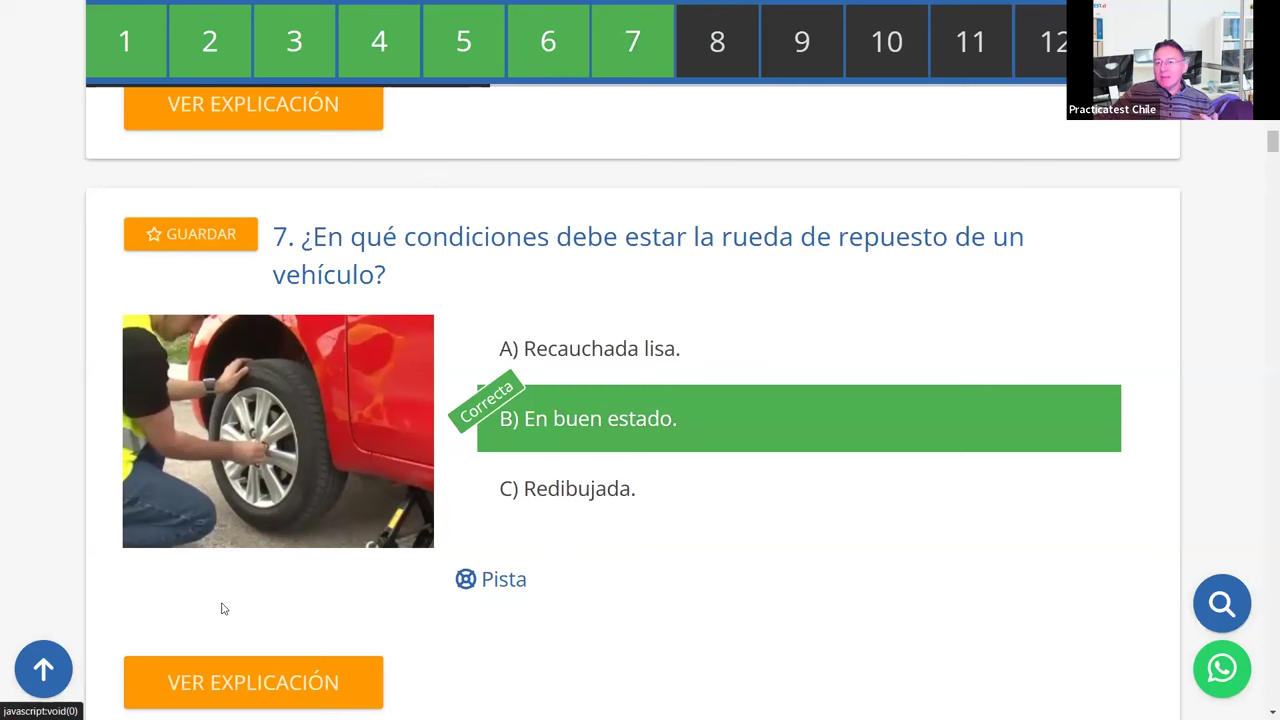 1 2 3 4 5 6 7 8 9 10 11 12
Practicatest Chile
VER EXPLICACIÓN
GUARDAR
7. ¿En qué condiciones debe estar la rueda de repuesto de un
vehículo?
A) Recauchada lisa.
Correcta
B) En buen estado.
C) Redibujada.
Pista
VER EXPLICACIÓN
javascript:void(0)